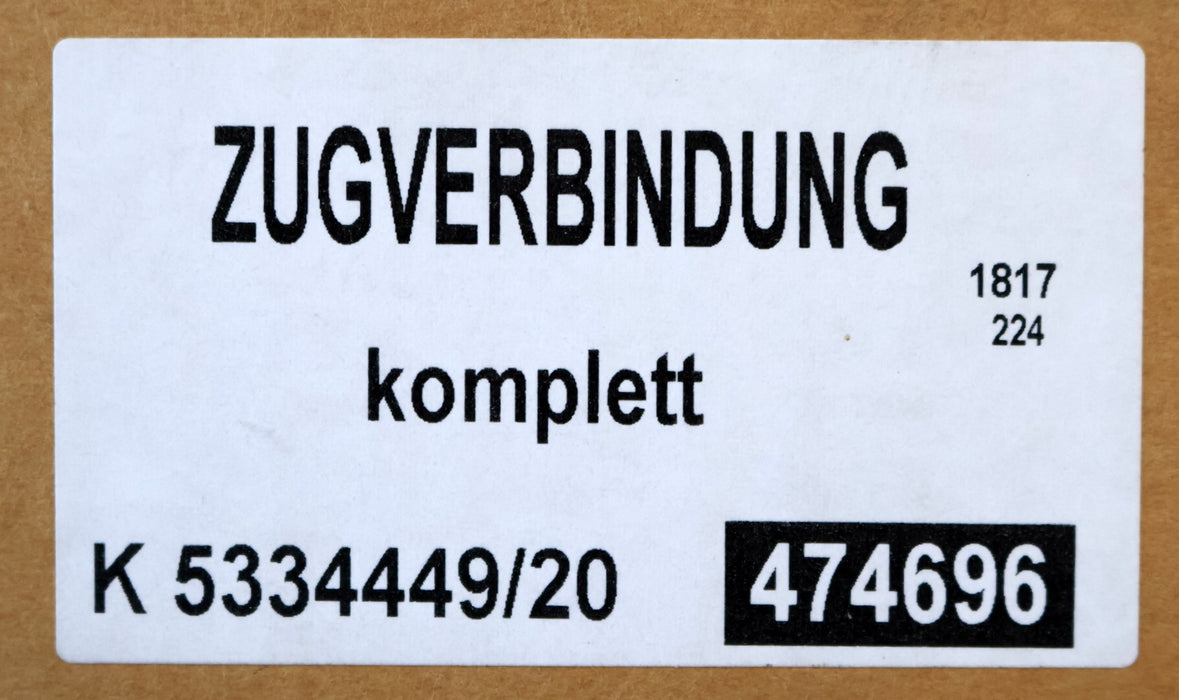 ZUGVERBINDUNG
1817
224
komplett
K 5334449/20 474696